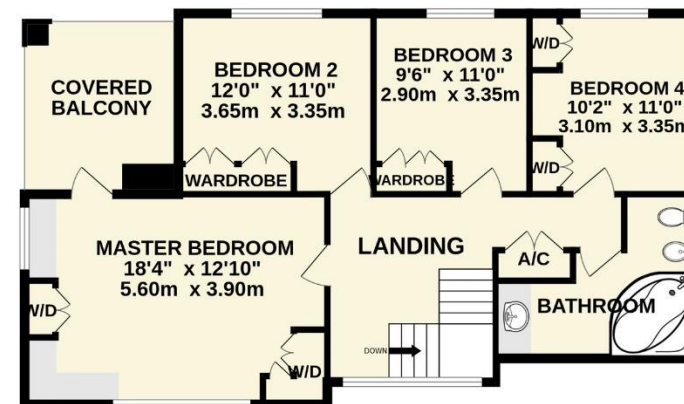 COVERED
BALCONY
BEDROOM 2
12'0" x 11'0"
3.65m x 3.35m
WARDROBE
BEDROOM 3
9'6" x 11'0"
2.90m x 3.35m
WARDROBE
W/D
BEDROOM 4
10'2" x 11'0"
3.10m x 3.35m
W/D
MASTER BEDROOM
18'4" x 12'10"
5.60m x 3.90m
W/D
W/D
LANDING
DOWN
A/C
BATHROOM